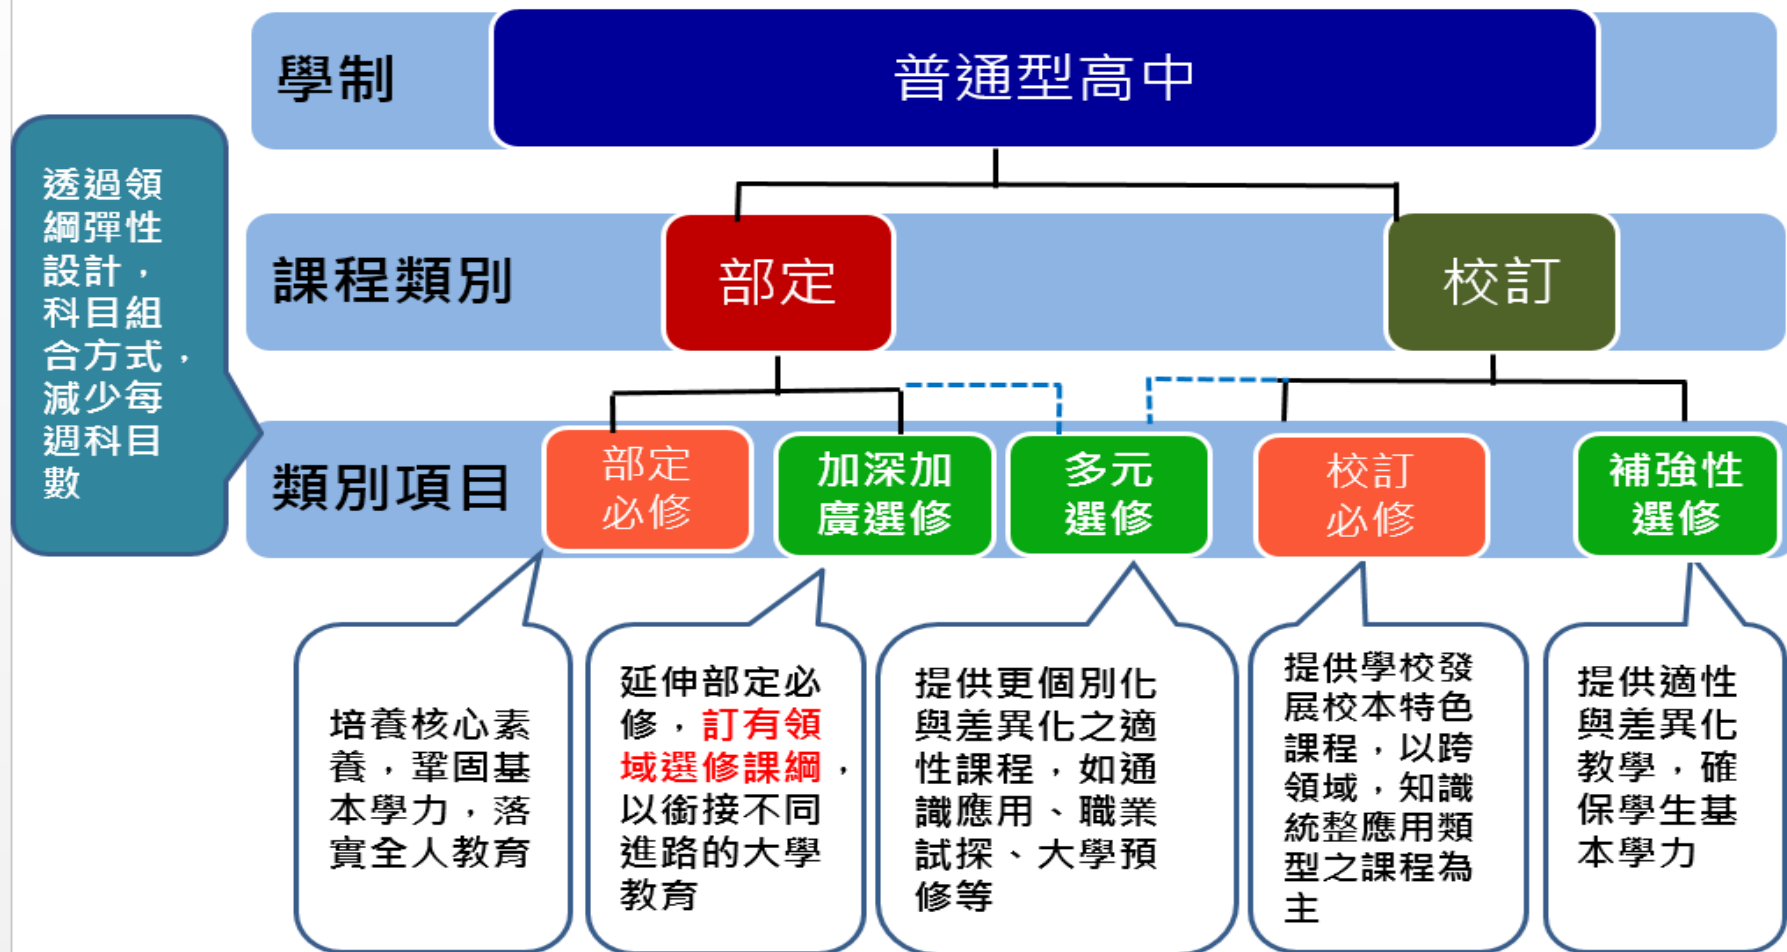 學制
普通型高中
透過領
綱彈性
設計，
科目組
合方式，
減少每
週科目
數
課程類別
部定
校訂
類別項目
部定
必修
加深加
廣選修
多元
選修
校訂
必修
補強性
選修
培養核心素
養，鞏固基
本學力，落
實全人教育
延伸部定必
修，訂有領
域選修課綱，
以銜接不同
進路的大學
教育
提供更個別化
與差異化之適
性課程，如通
識應用、職業
試探、大學預
修等
提供學校發
展校本特色
課程，以跨
領域，知識
統整應用類
型之課程為
主
提供適性
與差異化
教學，確
保學生基
本學力